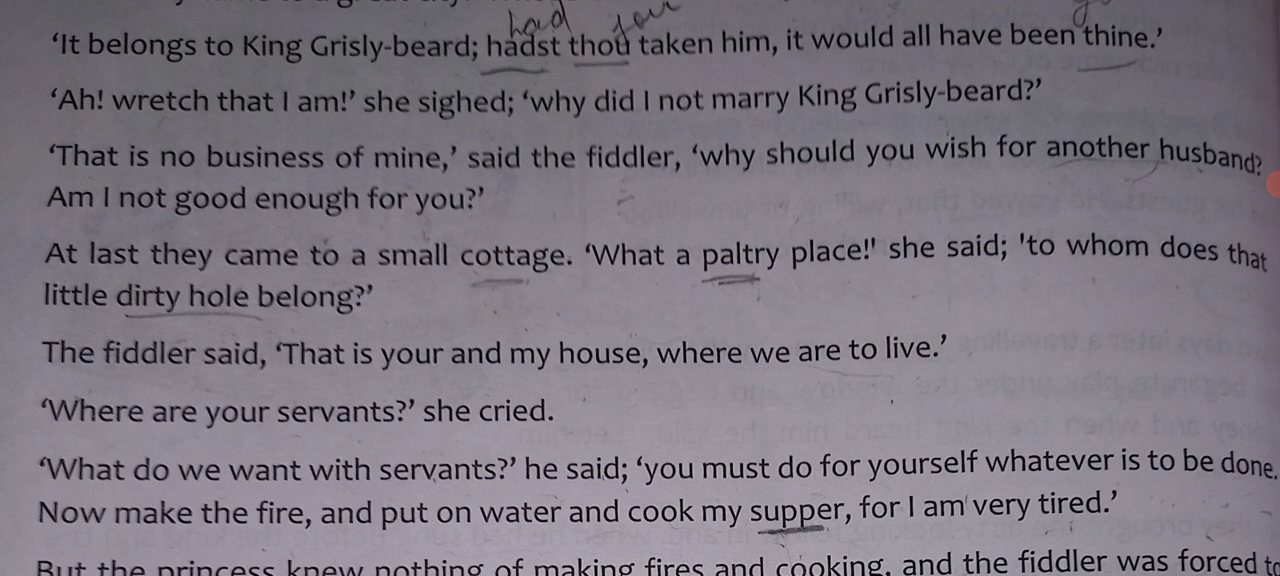 had you
'It belongs to King Grisly-beard; hadst thou taken him, it would all have been thine.'
'Ah! wretch that I am!' she sighed; 'why did I not marry King Grisly-beard?'
'That is no business of mine,' said the fiddler, 'why should you wish for another husband?
Am I not good enough for you?'
At last they came to a small cottage. 'What a paltry place!' she said; 'to whom does that
little dirty hole belong?'
The fiddler said, 'That is your and my house, where we are to live.'
'Where are your servants?' she cried.
'What do we want with servants?' he said; 'you must do for yourself whatever is to be done.
Now make the fire, and put on water and cook my supper, for I am very tired.'
But the princess knew nothing of making fires and cooking, and the fiddler was forced to